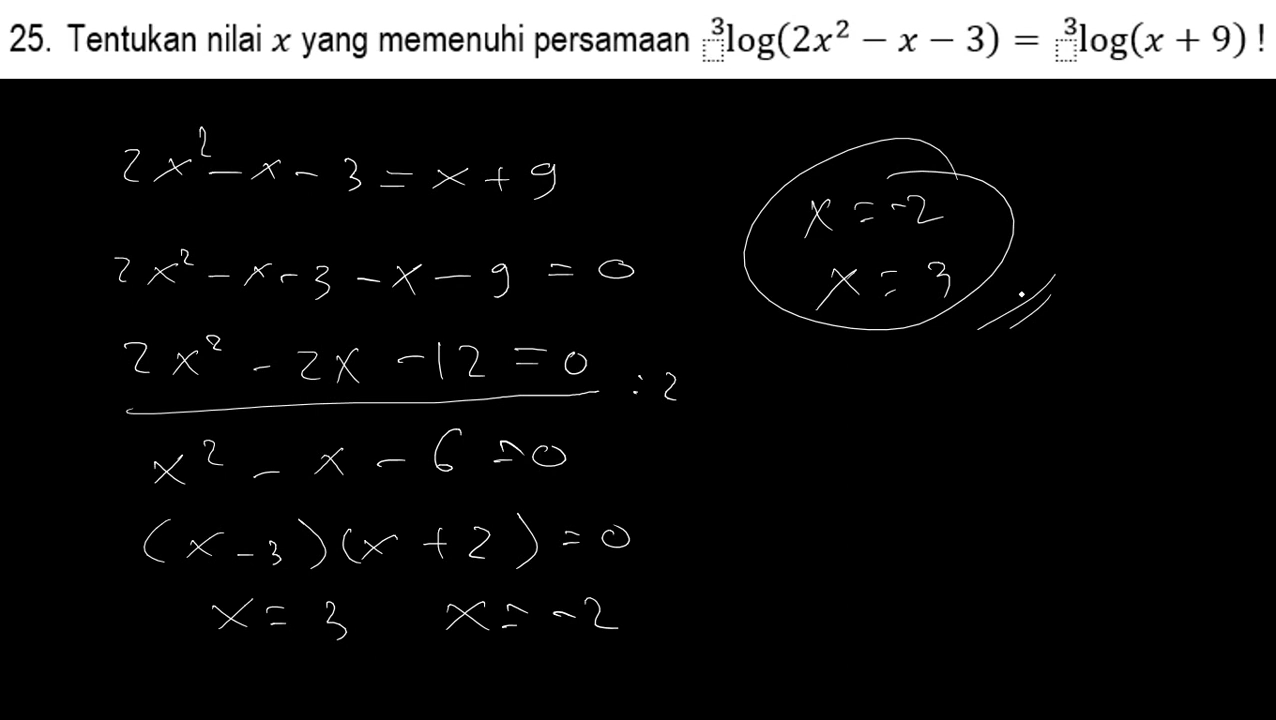 25. Tentukan nilai x yang memenuhi persamaan ³log(2x² − x − 3) = ³log(x + 9) !
2x² − x − 3 = x + 9
2x² − x − 3 − x − 9 = 0
2x² − 2x − 12 = 0 : 2
x² − x − 6 = 0
(x − 3)(x + 2) = 0
x = 3 x = −2
x = −2
x = 3